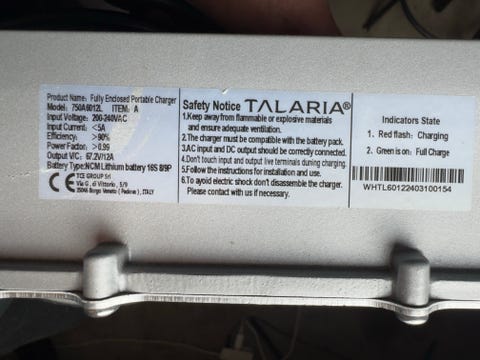 Product Name: Fully Enclosed Portable Charger
Model: 750A6012L ITEM: A
Input Voltage: 200-240VAC
Input Current: <5A
Efficiency: >90%
Power Factor: >0.99
Output V/C: 67.2V/12A
Battery Type:NCM Lithium battery 16S 8/9P
CE TCE GROUP Srl
Via G. di Vittorio, 5/9
35046 Borgo Veneto ( Padova ), ITALY
Safety Notice TALARIA®
1.Keep away from flammable or explosive materials
and ensure adequate ventilation.
2.The charger must be compatible with the battery pack.
3.AC input and DC output should be connected correctly.
4.Don't touch input and output live terminals during charging.
5.Follow the instructions for installation and use.
6.To avoid electric shock don't disassemble the charger.
Please contact us if necessary.
Indicators State
1. Red flash: Charging
2. Green is on: Full Charge
WHTL60122403100154